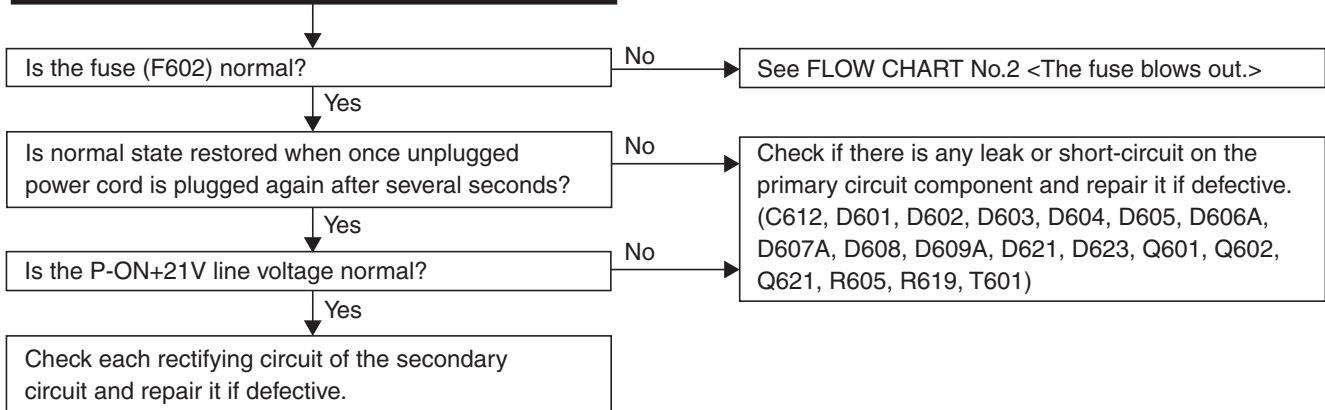 Is the fuse (F602) normal?
No
See FLOW CHART No.2 <The fuse blows out.>
Yes
Is normal state restored when once unplugged
power cord is plugged again after several seconds?
No
Check if there is any leak or short-circuit on the
primary circuit component and repair it if defective.
(C612, D601, D602, D603, D604, D605, D606A,
D607A, D608, D609A, D621, D623, Q601, Q602,
Q621, R605, R619, T601)
Yes
Is the P-ON+21V line voltage normal?
No
Yes
Check each rectifying circuit of the secondary
circuit and repair it if defective.